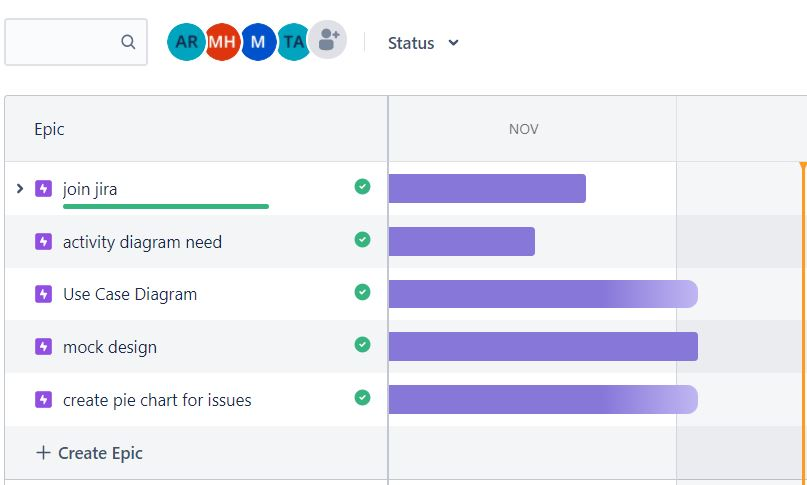 AR MH M TA Status
Epic NOV
join jira
activity diagram need
Use Case Diagram
mock design
create pie chart for issues
+ Create Epic